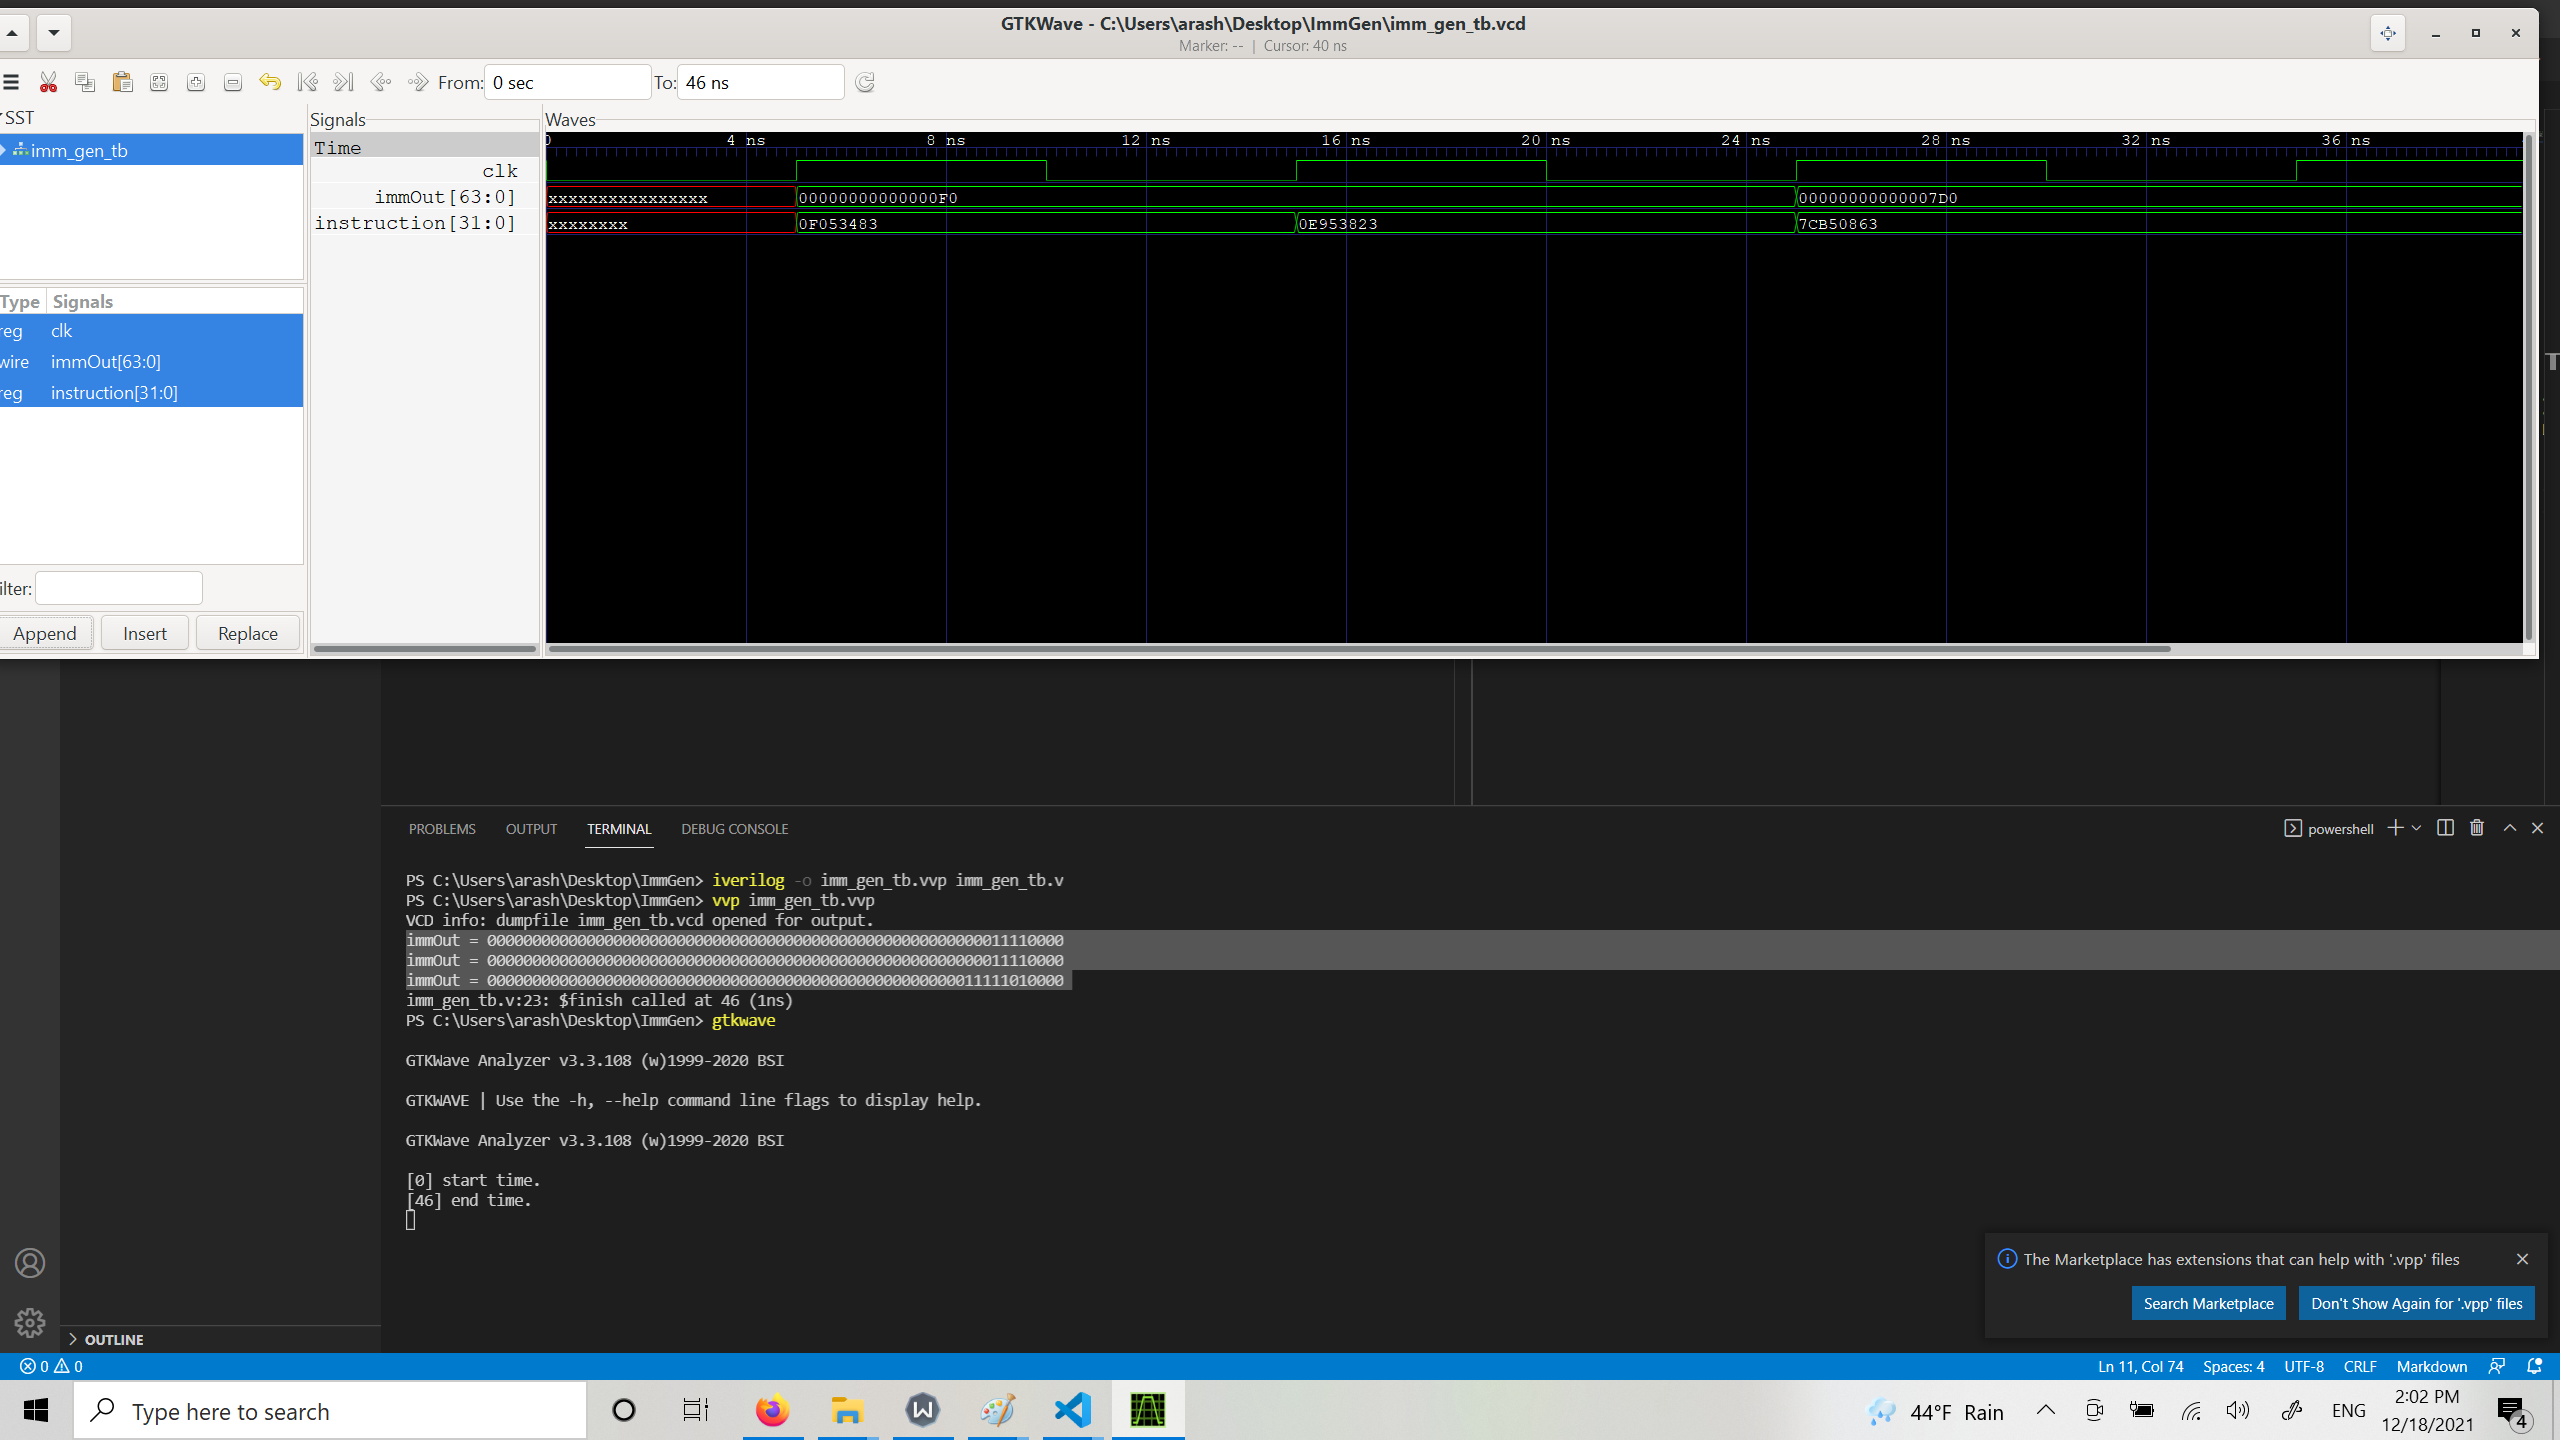 GTKWave - C:\Users\arash\Desktop\ImmGen\imm_gen_tb.vcd
Marker: -- | Cursor: 40 ns
From: 0 sec To: 46 ns
SST
imm_gen_tb
Type Signals
reg clk
wire immOut[63:0]
reg instruction[31:0]
ilter:
Append Insert Replace
Signals
Time
clk
immOut[63:0]
instruction[31:0]
Waves
0 4 ns 8 ns 12 ns 16 ns 20 ns 24 ns 28 ns 32 ns 36 ns
xxxxxxxxxxxxxxxx 00000000000000F0 00000000000007D0
xxxxxxxx 0F053483 0E953823 7CB50863
PROBLEMS OUTPUT TERMINAL DEBUG CONSOLE
powershell
PS C:\Users\arash\Desktop\ImmGen> iverilog -o imm_gen_tb.vvp imm_gen_tb.v
PS C:\Users\arash\Desktop\ImmGen> vvp imm_gen_tb.vvp
VCD info: dumpfile imm_gen_tb.vcd opened for output.
immOut = 0000000000000000000000000000000000000000000000000000000011110000
immOut = 0000000000000000000000000000000000000000000000000000000011110000
immOut = 0000000000000000000000000000000000000000000000000000011111010000
imm_gen_tb.v:23: $finish called at 46 (1ns)
PS C:\Users\arash\Desktop\ImmGen> gtkwave
GTKWave Analyzer v3.3.108 (w)1999-2020 BSI
GTKWAVE | Use the -h, --help command line flags to display help.
GTKWave Analyzer v3.3.108 (w)1999-2020 BSI
[0] start time.
[46] end time.
The Marketplace has extensions that can help with '.vpp' files
Search Marketplace Don't Show Again for '.vpp' files
OUTLINE
0 0
Ln 11, Col 74 Spaces: 4 UTF-8 CRLF Markdown
Type here to search
44°F Rain
ENG
2:02 PM
12/18/2021
4